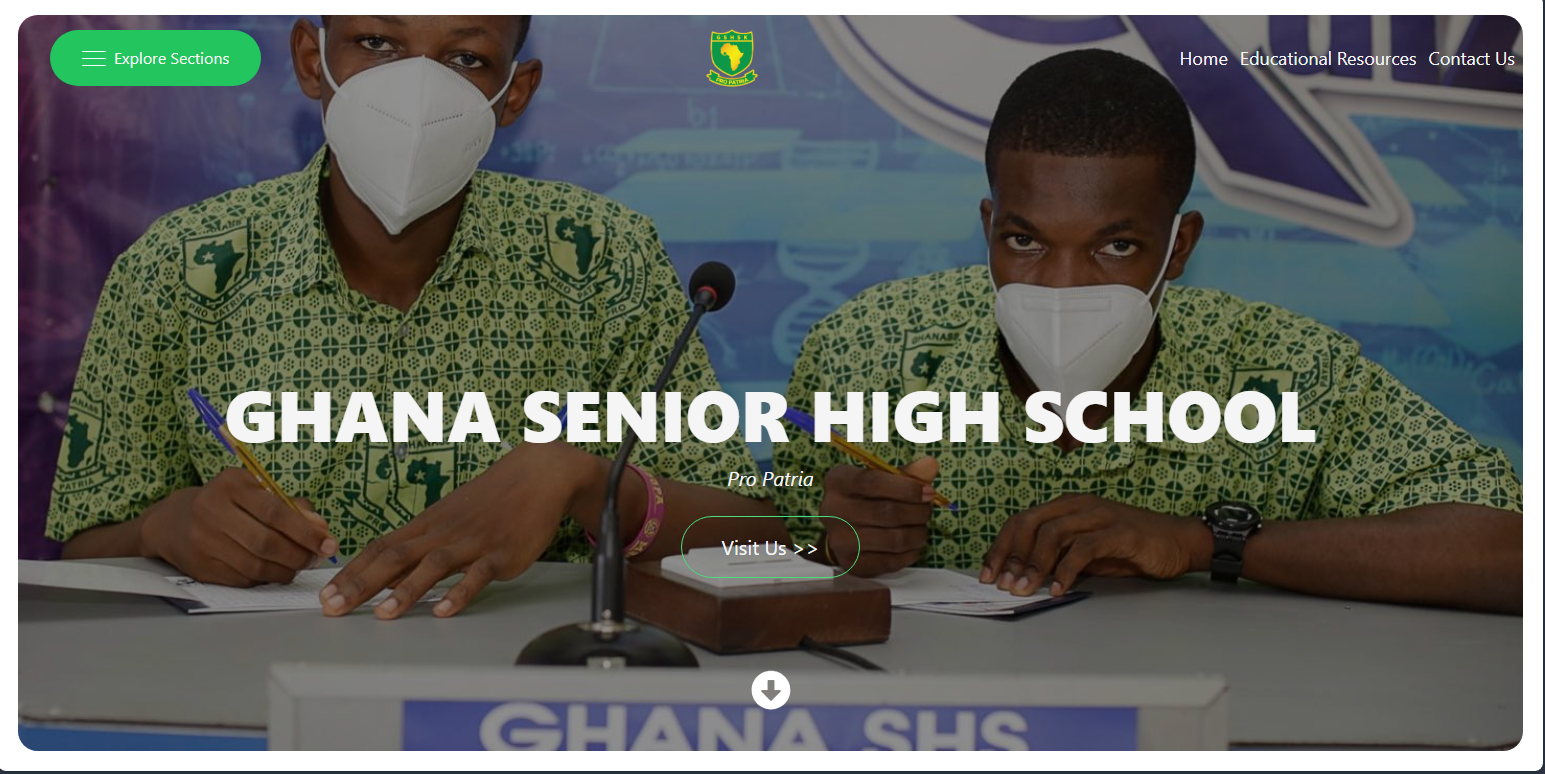 Explore Sections
GSHSK
PRO PATRIA
Home Educational Resources Contact Us
GHANA SENIOR HIGH SCHOOL
Pro Patria
Visit Us >>
GHANA SHS